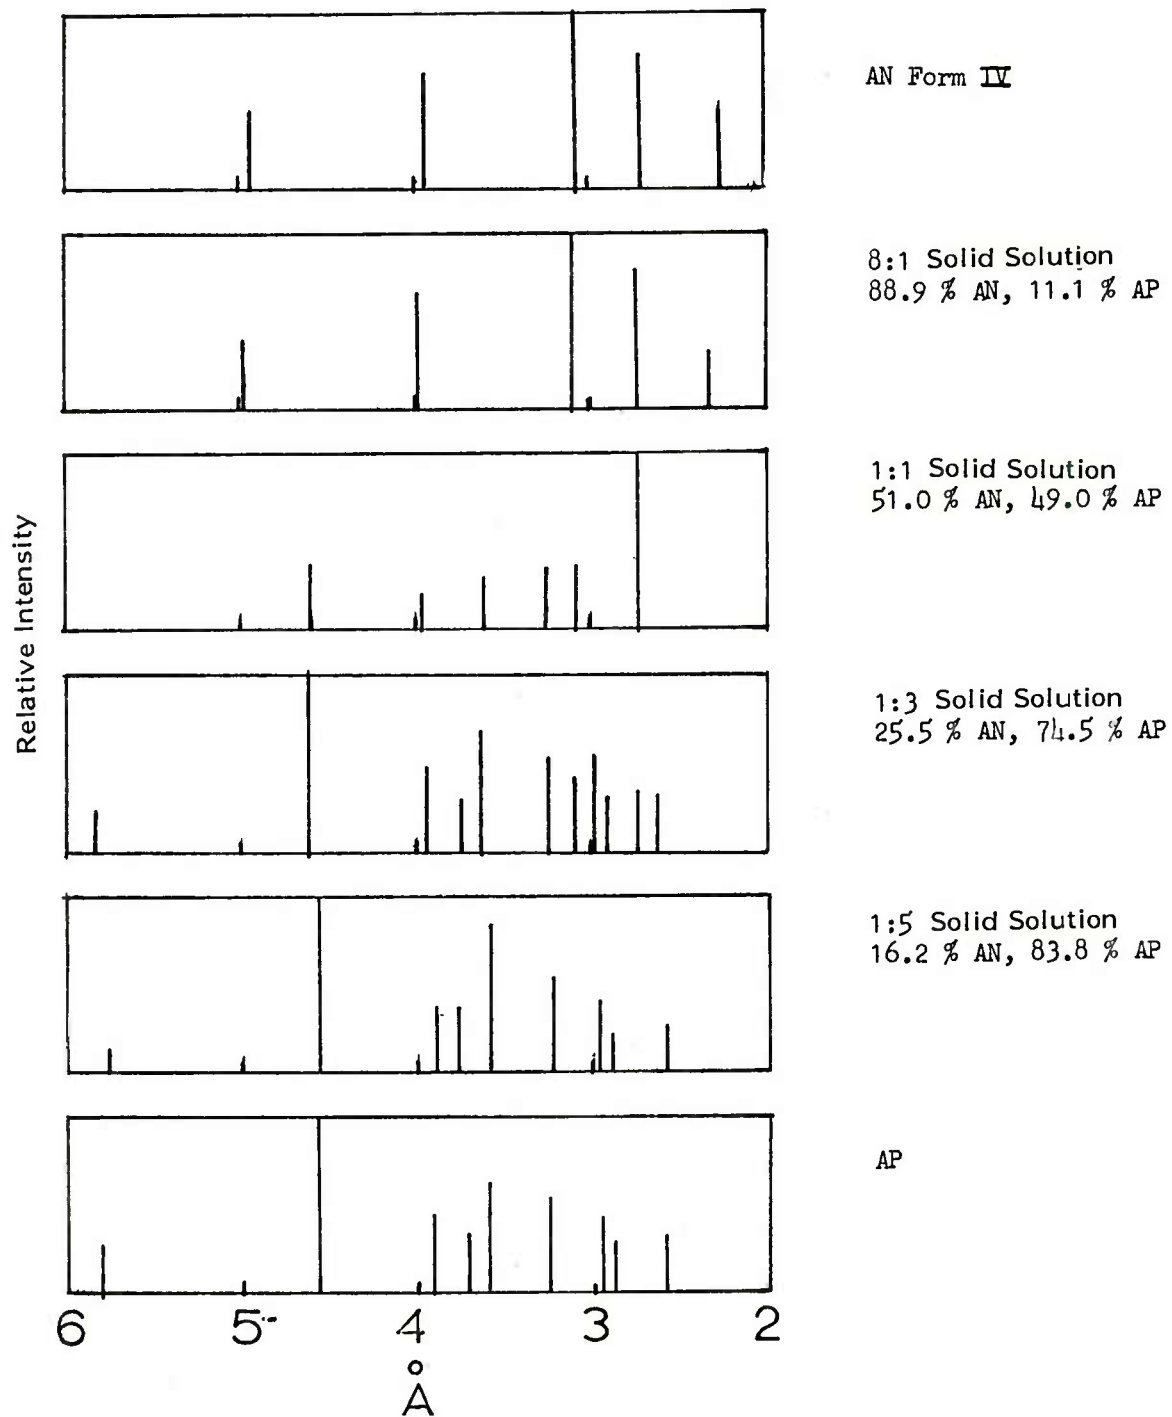 AN Form IV
8:1 Solid Solution
88.9 % AN, 11.1 % AP
1:1 Solid Solution
51.0 % AN, 49.0 % AP
Relative Intensity
1:3 Solid Solution
25.5 % AN, 74.5 % AP
1:5 Solid Solution
16.2 % AN, 83.8 % AP
AP
6 5 4 3 2
Å